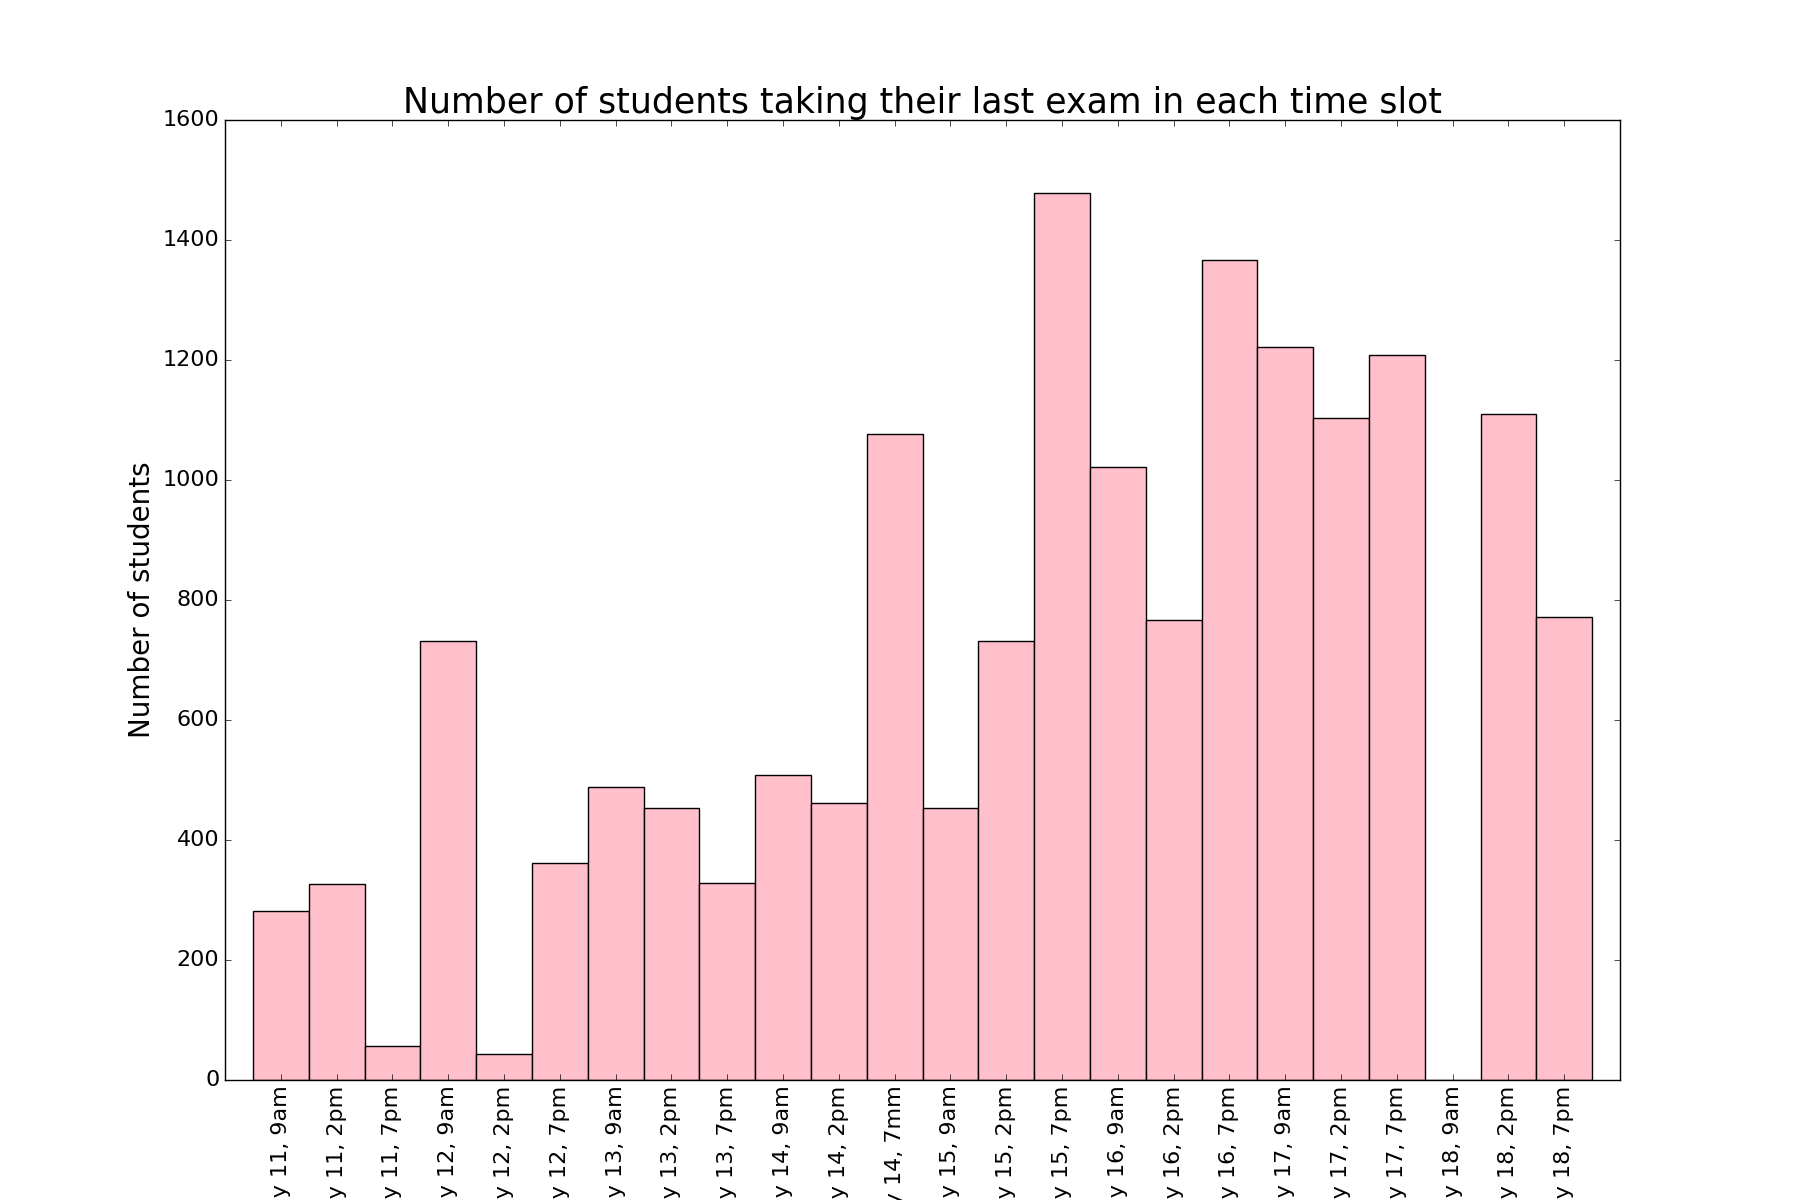 Number of students taking their last exam in each time slot
Number of students
1600
1400
1200
1000
800
600
400
200
0
y 11, 9am
y 11, 2pm
y 11, 7pm
y 12, 9am
y 12, 2pm
y 12, 7pm
y 13, 9am
y 13, 2pm
y 13, 7pm
y 14, 9am
y 14, 2pm
y 14, 7mm
y 15, 9am
y 15, 2pm
y 15, 7pm
y 16, 9am
y 16, 2pm
y 16, 7pm
y 17, 9am
y 17, 2pm
y 17, 7pm
y 18, 9am
y 18, 2pm
y 18, 7pm